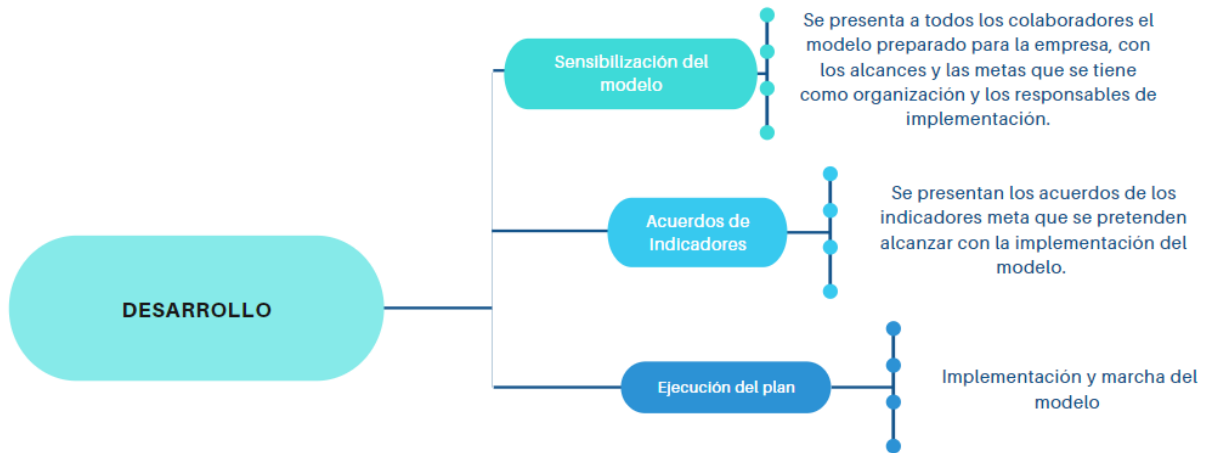 DESARROLLO
Sensibilización del
modelo
Se presenta a todos los colaboradores el
modelo preparado para la empresa, con
los alcances y las metas que se tiene
como organización y los responsables de
implementación.
Acuerdos de
Indicadores
Se presentan los acuerdos de los
indicadores meta que se pretenden
alcanzar con la implementación del
modelo.
Ejecución del plan
Implementación y marcha del
modelo